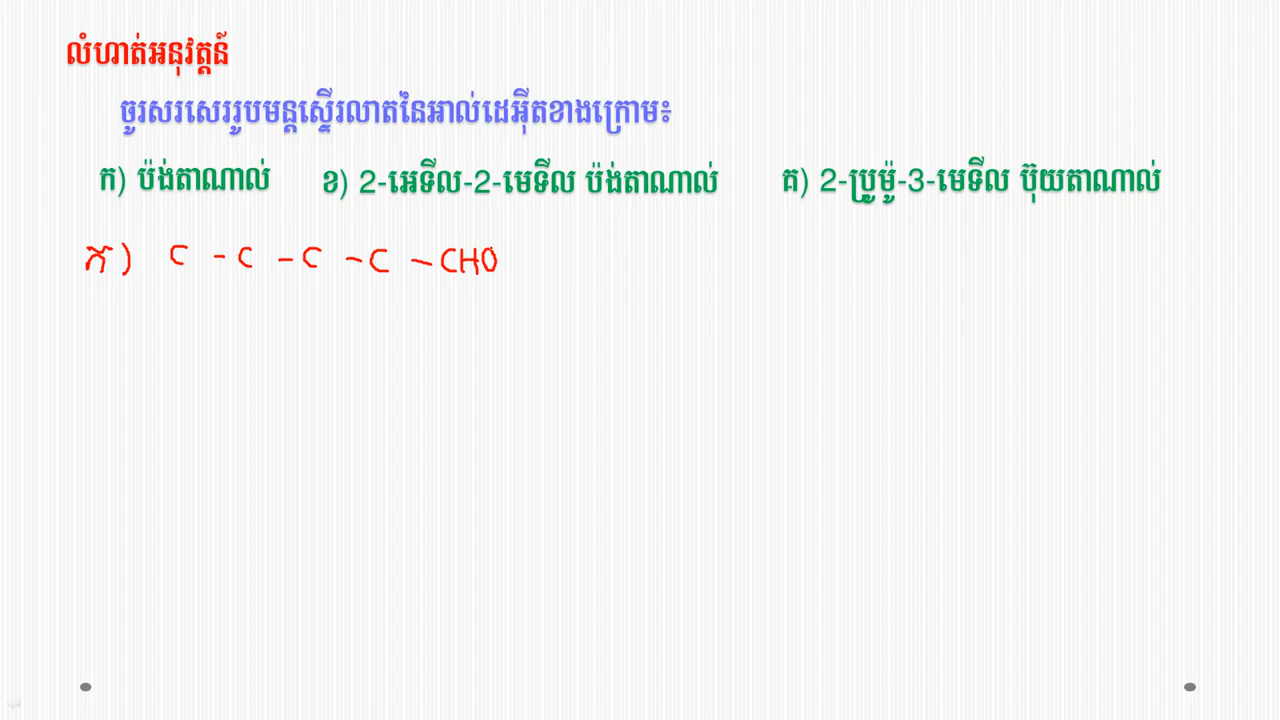 លំហាត់អនុវត្តន៍
ចូរសរសេររូបមន្តស្ទើរលាតនៃអាល់ដេអ៊ីតខាងក្រោម៖
ក) ប៉ង់តាណាល់ ខ) 2-អេទីល-2-មេទីល ប៉ង់តាណាល់ គ) 2-ប្រូម៉ូ-3-មេទីល ប៊ុយតាណាល់
ក) C - C - C - C - CHO